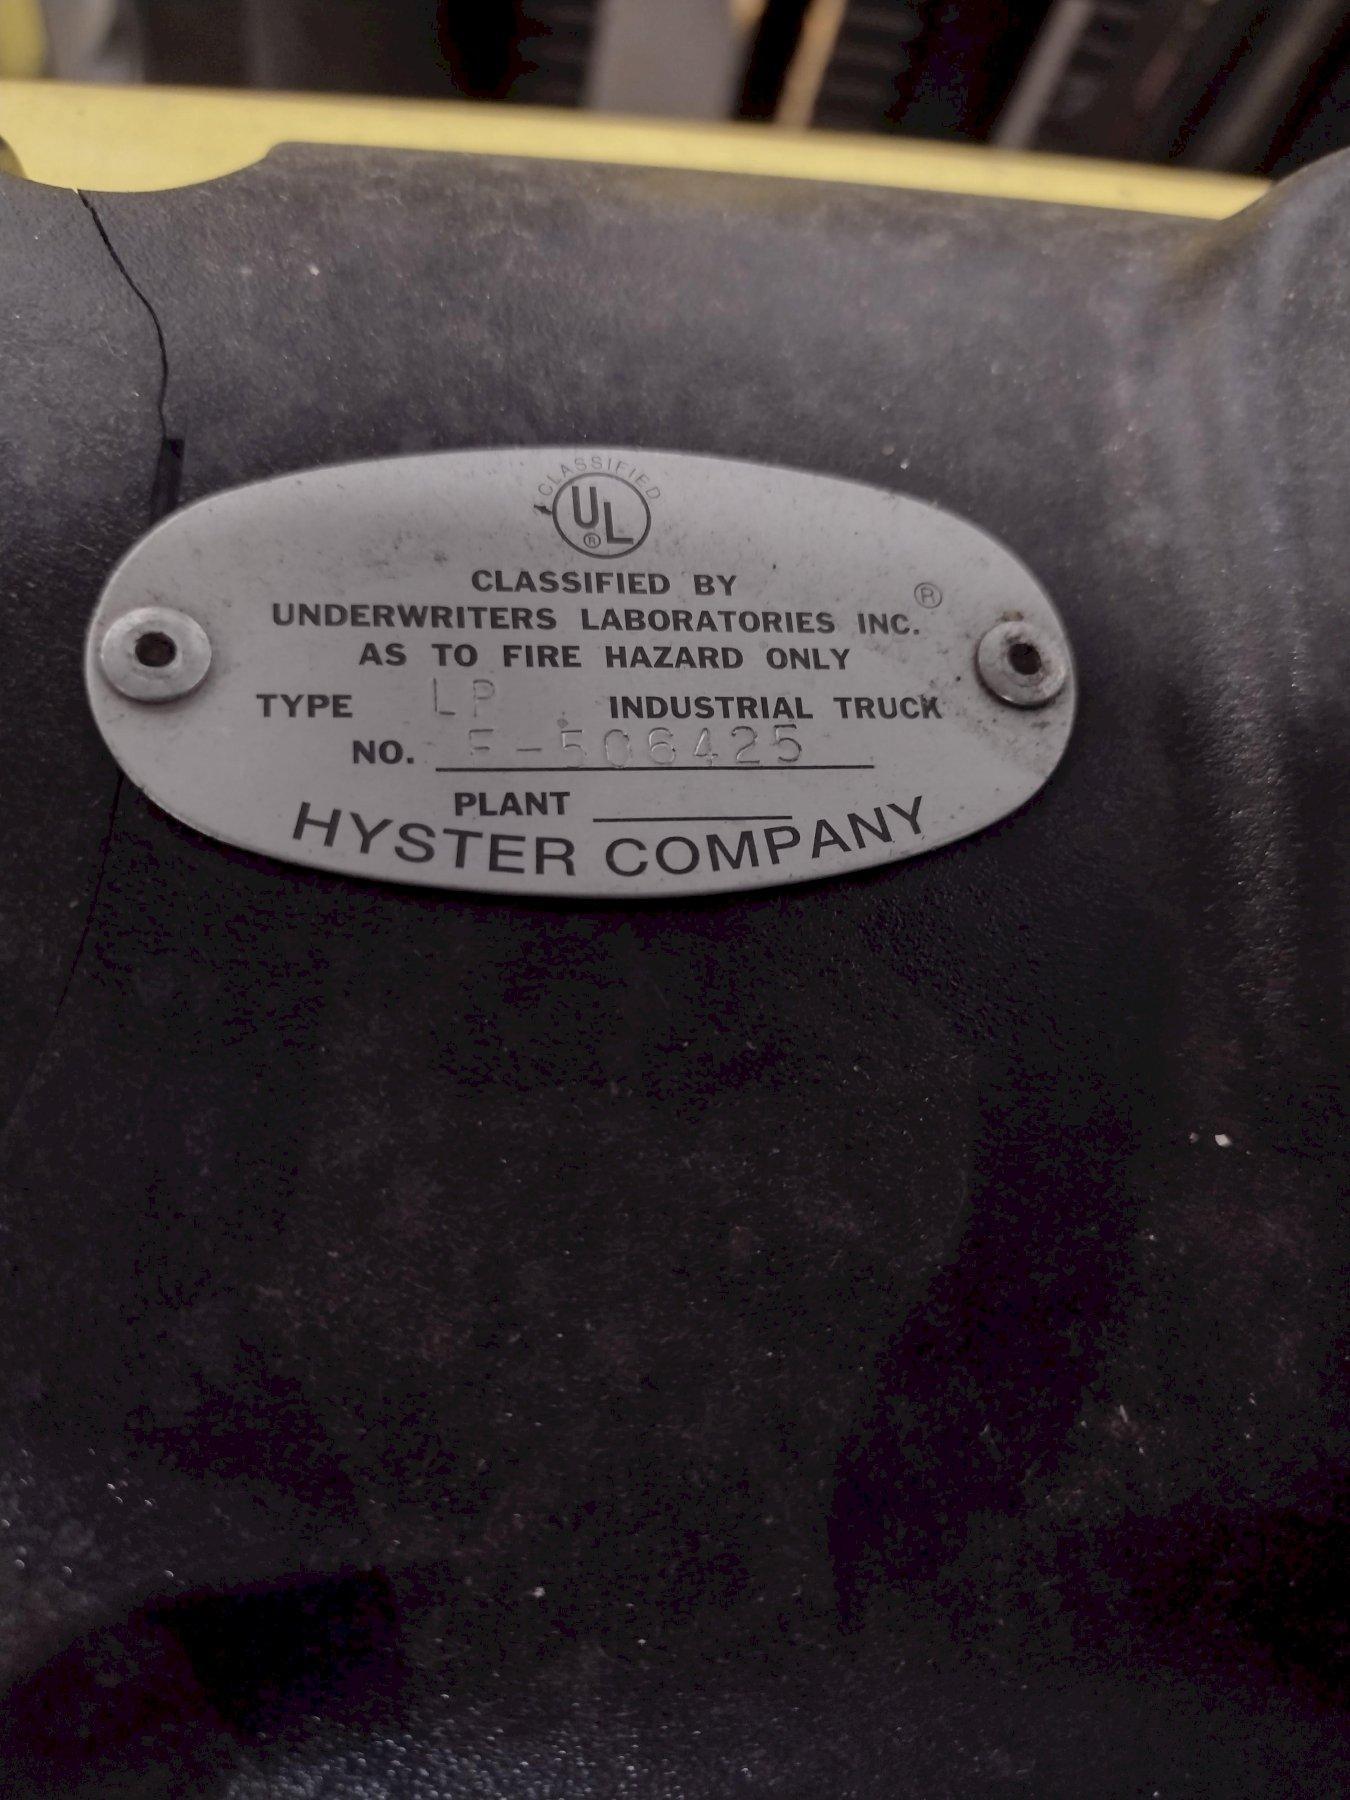 CLASSIFIED
UL
®
CLASSIFIED BY
UNDERWRITERS LABORATORIES INC.®
AS TO FIRE HAZARD ONLY
TYPE LP INDUSTRIAL TRUCK
NO. E-506425
PLANT
HYSTER COMPANY